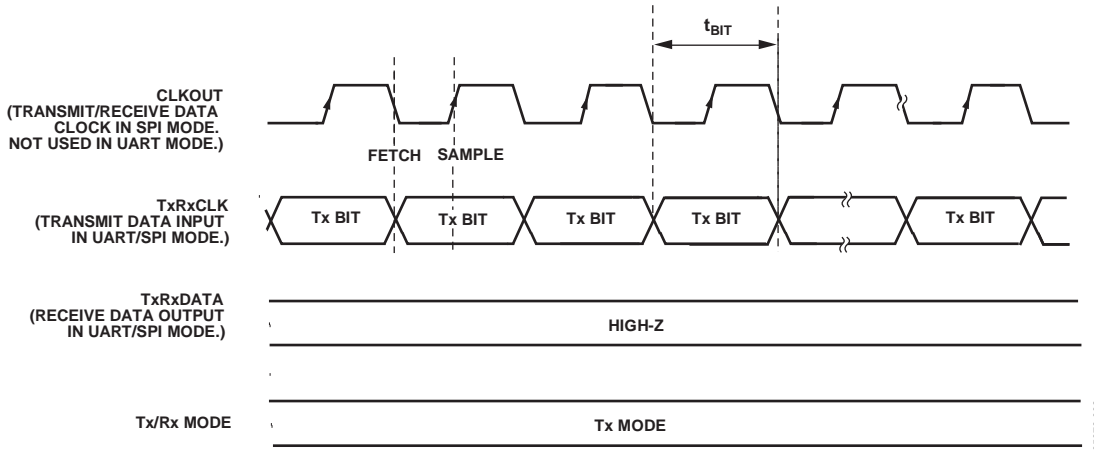 tBIT
CLKOUT
(TRANSMIT/RECEIVE DATA
CLOCK IN SPI MODE.
NOT USED IN UART MODE.)
FETCH SAMPLE
TxRxCLK
(TRANSMIT DATA INPUT
IN UART/SPI MODE.)
Tx BIT Tx BIT Tx BIT Tx BIT Tx BIT
TxRxDATA
(RECEIVE DATA OUTPUT
IN UART/SPI MODE.)
HIGH-Z
Tx/Rx MODE
Tx MODE